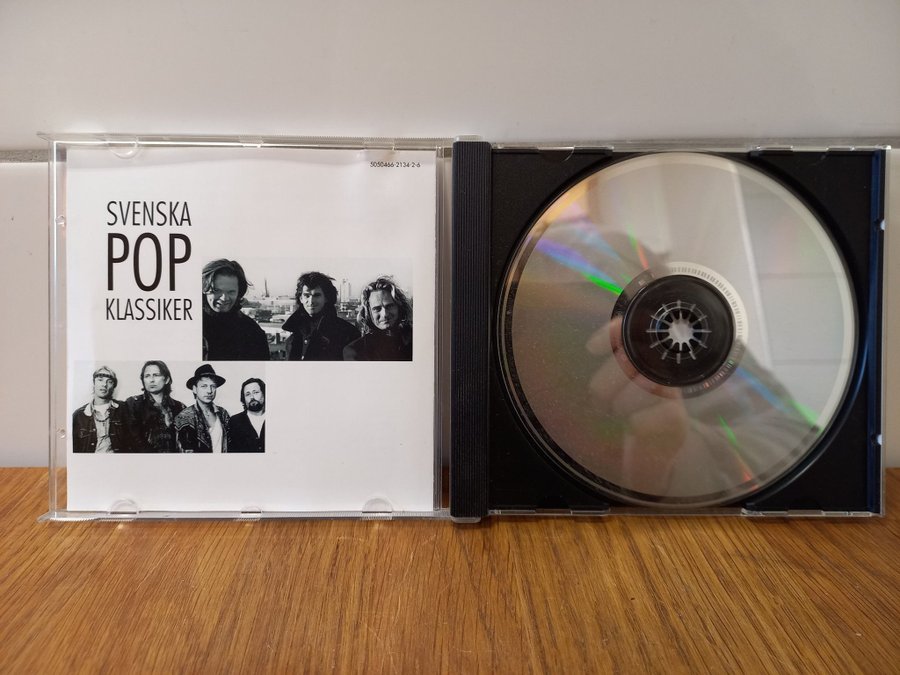 5050466-2134-2-6
SVENSKA
POP
KLASSIKER